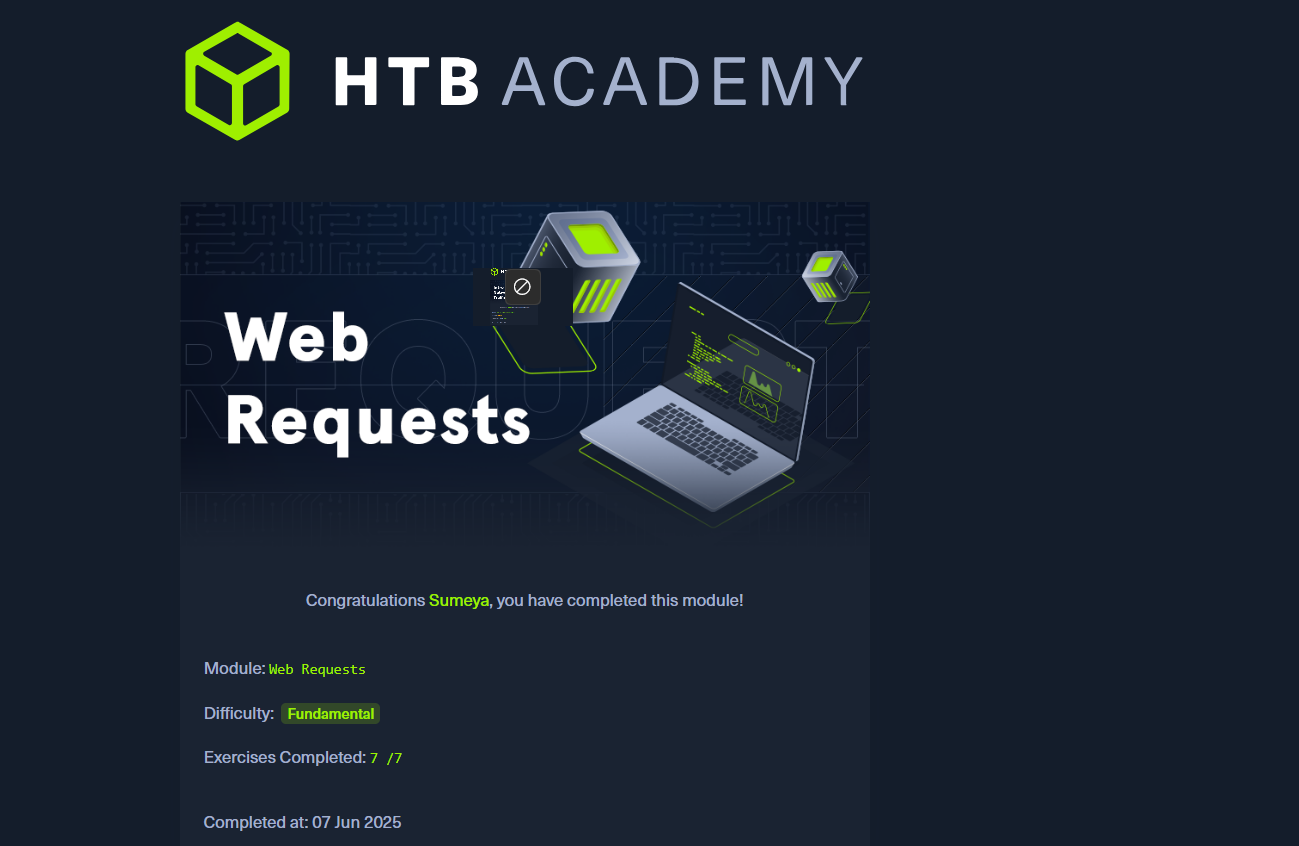 HTB ACADEMY
Web
Requests
Congratulations Sumeya, you have completed this module!
Module: Web Requests
Difficulty: Fundamental
Exercises Completed: 7 /7
Completed at: 07 Jun 2025